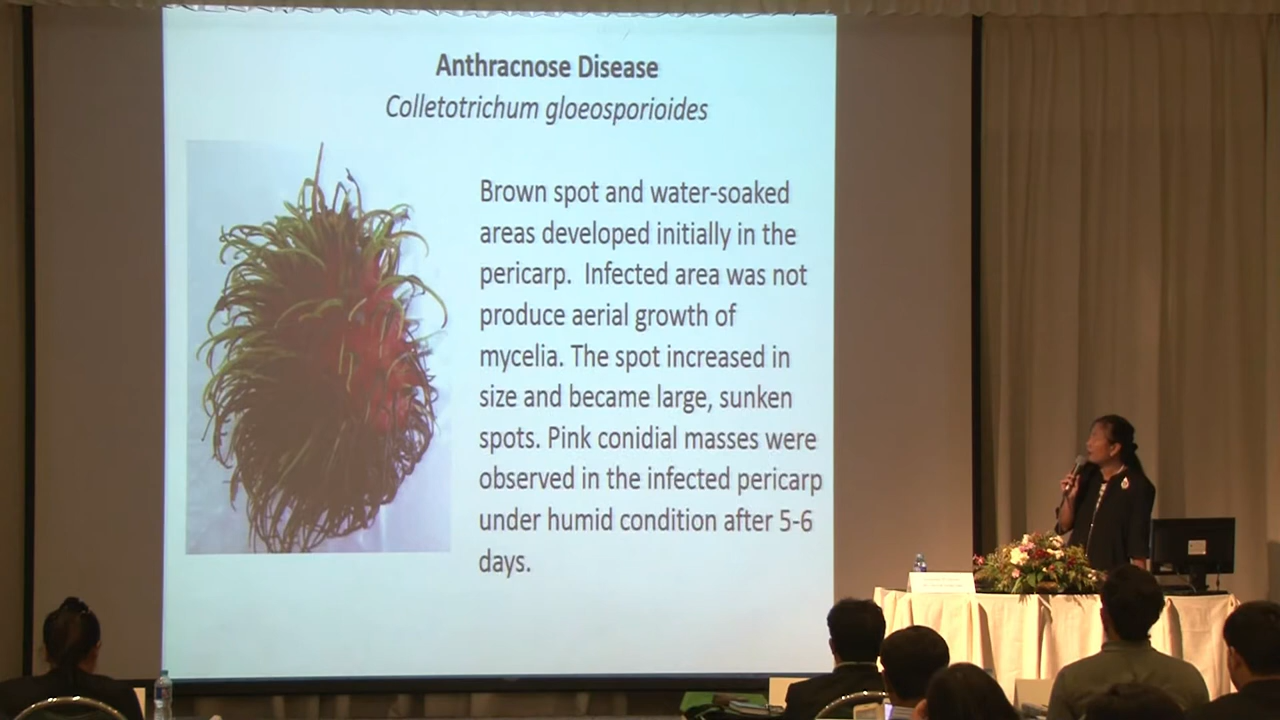 Anthracnose Disease
Colletotrichum gloeosporioides
Brown spot and water-soaked
areas developed initially in the
pericarp. Infected area was not
produce aerial growth of
mycelia. The spot increased in
size and became large, sunken
spots. Pink conidial masses were
observed in the infected pericarp
under humid condition after 5-6
days.